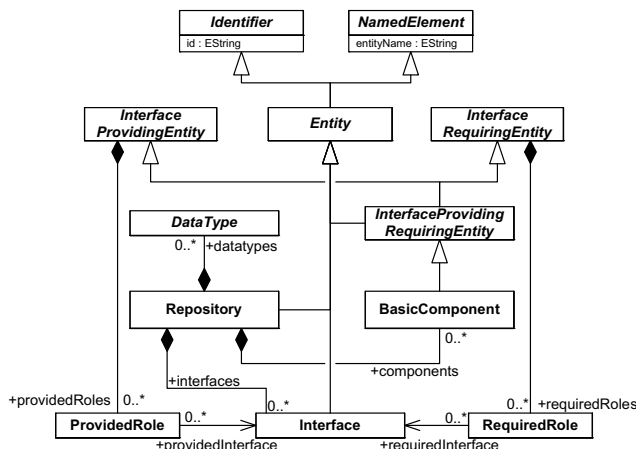 Identifier
id : EString
NamedElement
entityName : EString
Interface
ProvidingEntity
Entity
Interface
RequiringEntity
DataType
0..*
+datatypes
InterfaceProviding
RequiringEntity
Repository
BasicComponent
0..*
+interfaces
+components
+providedRoles
0..*
0..*
0..*
+requiredRoles
ProvidedRole
0..*
+providedInterface
Interface
0..*
+requiredInterface
RequiredRole